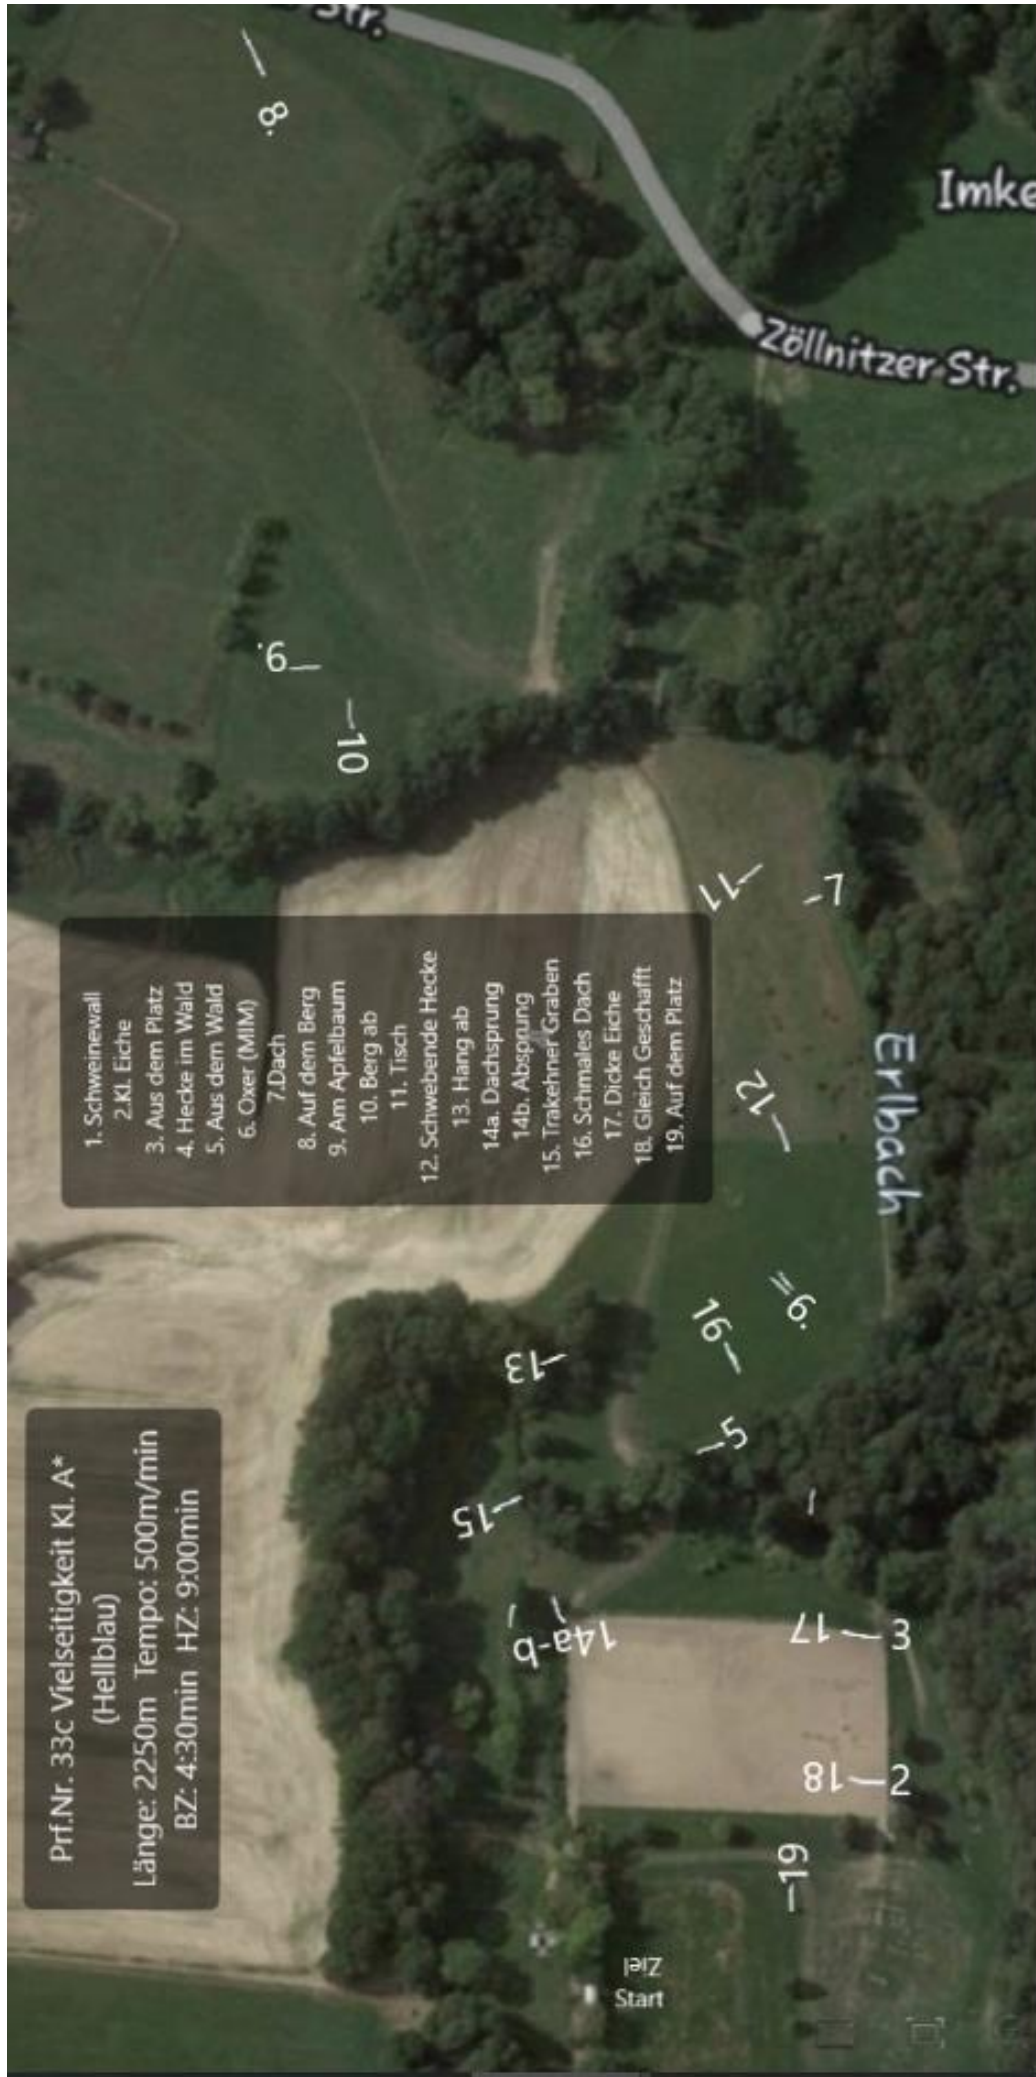 Prf.Nr. 33c Vielseitigkeit Kl. A*
(Hellblau)
Länge: 2250m Tempo: 500m/min
BZ: 4:30min HZ: 9:00min
1. Schweinewall
2.Kl. Eiche
3. Aus dem Platz
4. Hecke im Wald
5. Aus dem Wald
6. Oxer (MIM)
7.Dach
8. Auf dem Berg
9. Am Apfelbaum
10. Berg ab
11. Tisch
12. Schwebende Hecke
13. Hang ab
14a. Dachsprung
14b. Absprung
15. Trakehner Graben
16. Schmales Dach
17. Dicke Eiche
18. Gleich Geschafft
19. Auf dem Platz
Str.
8.
Zöllnitzer Str.
9.
10
11
7
12
Erlbach
6.
16
13
5
15
14a-b
17
3
18
2
19
Ziel
Start